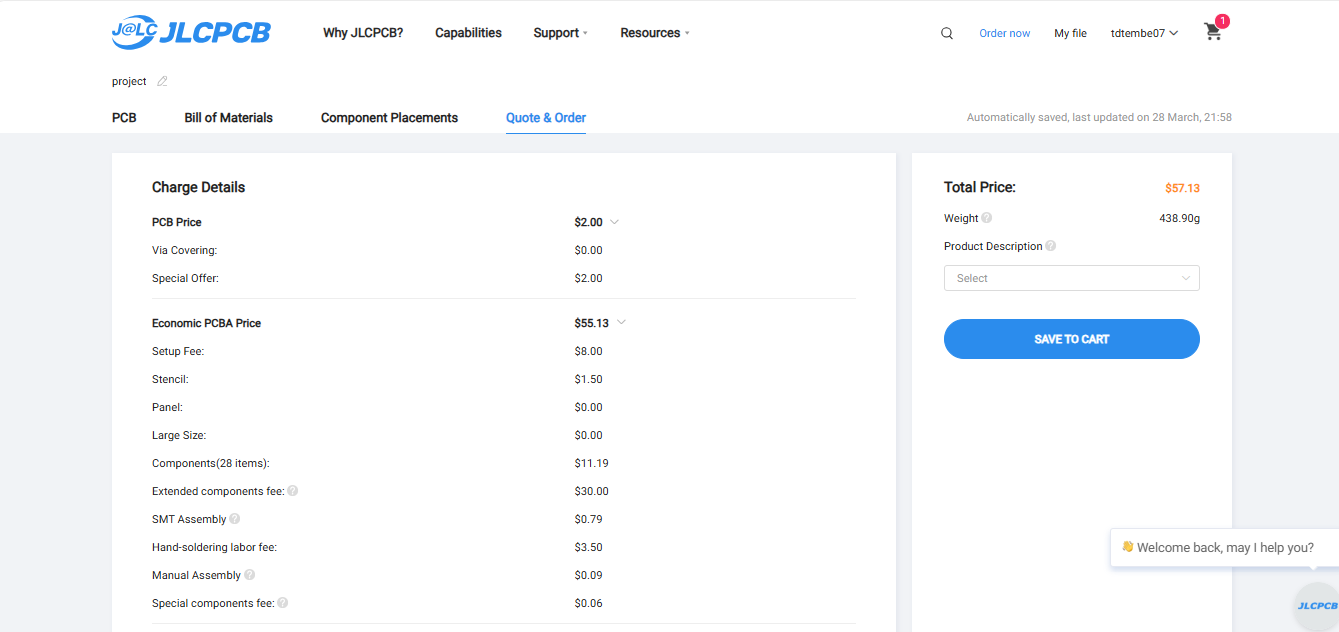 J@LC JLCPCB Why JLCPCB? Capabilities Support Resources Order now My file tdtembe07 1
project
PCB Bill of Materials Component Placements Quote & Order Automatically saved, last updated on 28 March, 21:58
Charge Details
PCB Price $2.00
Via Covering: $0.00
Special Offer: $2.00
Economic PCBA Price $55.13
Setup Fee: $8.00
Stencil: $1.50
Panel: $0.00
Large Size: $0.00
Components(28 items): $11.19
Extended components fee: ? $30.00
SMT Assembly ? $0.79
Hand-soldering labor fee: $3.50
Manual Assembly ? $0.09
Special components fee: ? $0.06
Total Price: $57.13
Weight ? 438.90g
Product Description ?
Select
SAVE TO CART
👋 Welcome back, may I help you?
JLCPCB